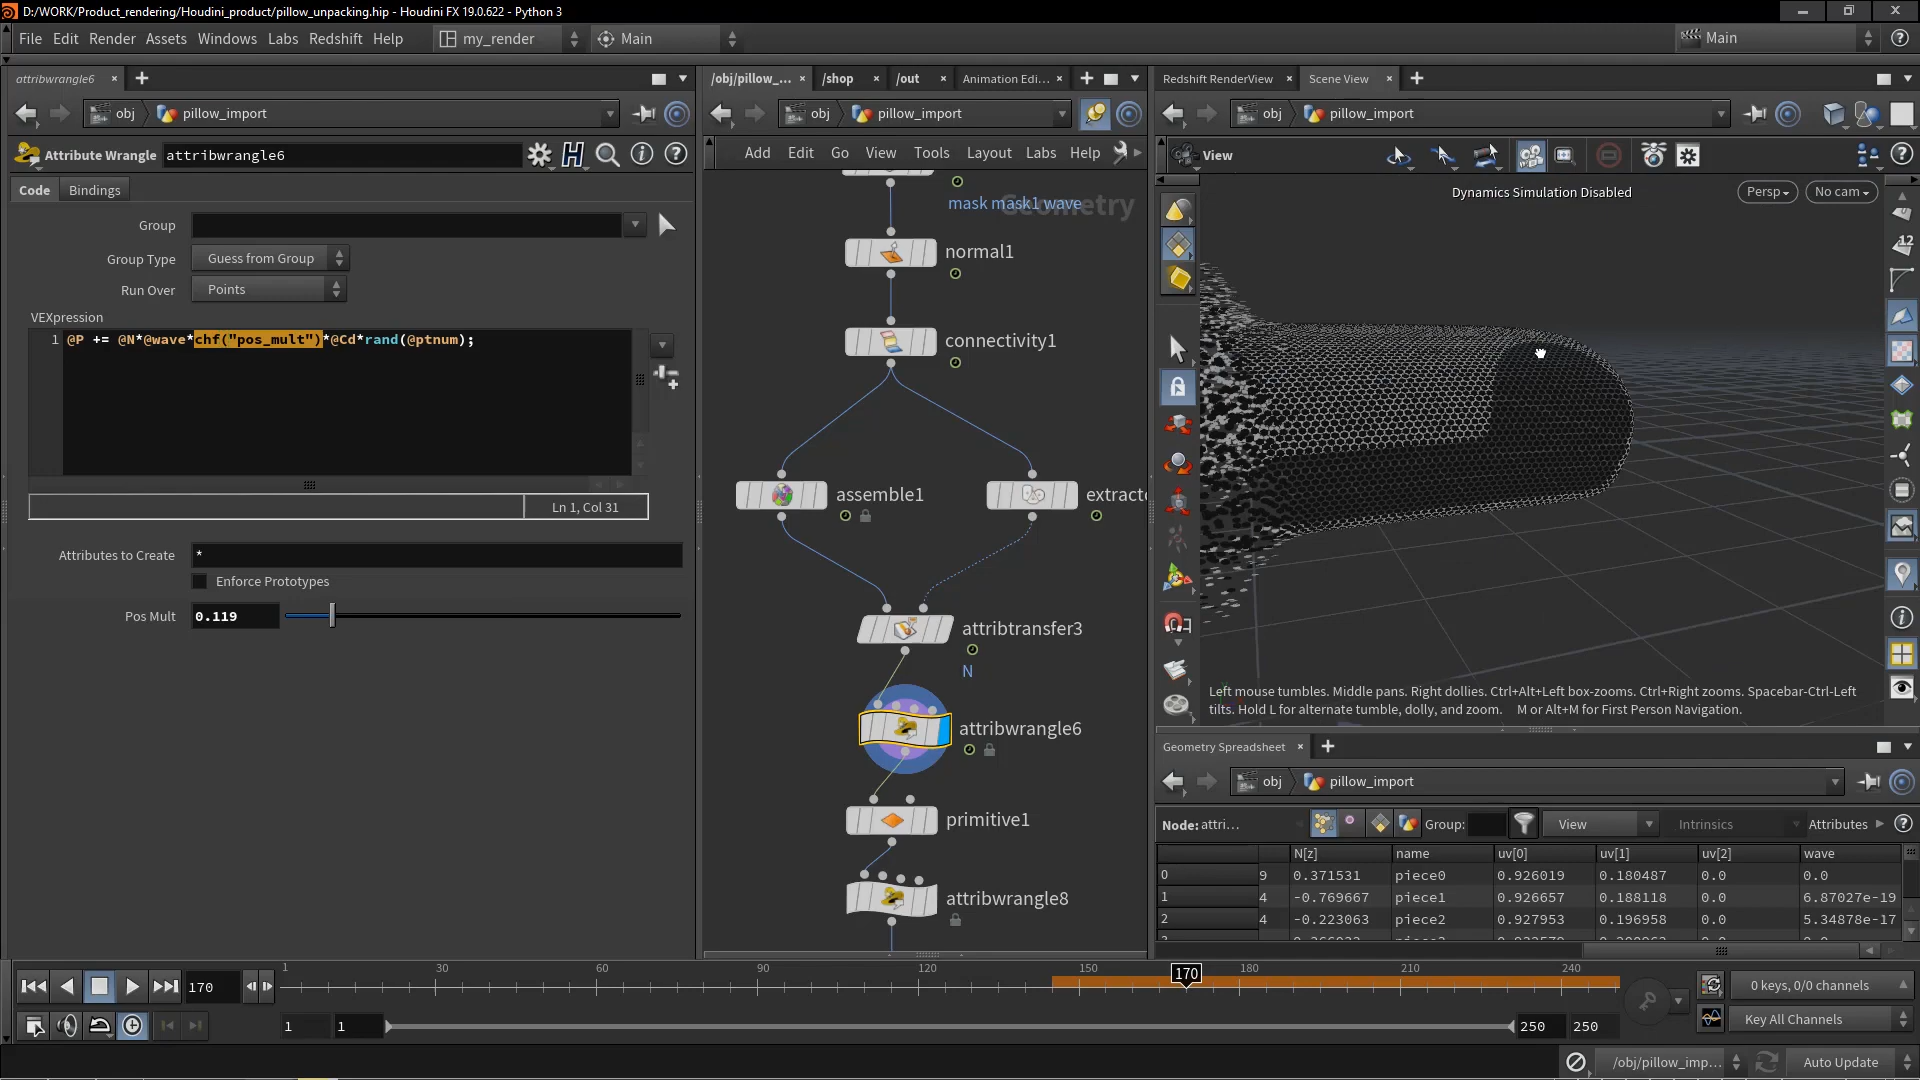 D:/WORK/Product_rendering/Houdini_product/pillow_unpacking.hip - Houdini FX 19.0.622 - Python 3
File Edit Render Assets Windows Labs Redshift Help my_render Main Main
attribwrangle6
obj pillow_import
Attribute Wrangle attribwrangle6
Code Bindings
Group
Group Type Guess from Group
Run Over Points
VEXpression
1 @P += @N*@wave*chf("pos_mult")*@Cd*rand(@ptnum);
Ln 1, Col 31
Attributes to Create *
Enforce Prototypes
Pos Mult 0.119
/obj/pillow_... /shop /out Animation Edi...
obj pillow_import
Add Edit Go View Tools Layout Labs Help
mask mask1 wave
Geometry
normal1
connectivity1
assemble1
extract
attribtransfer3
N
attribwrangle6
primitive1
attribwrangle8
Redshift RenderView Scene View
obj pillow_import
View
Dynamics Simulation Disabled
Persp No cam
12
Left mouse tumbles. Middle pans. Right dollies. Ctrl+Alt+Left box-zooms. Ctrl+Right zooms. Spacebar-Ctrl-Left
tilts. Hold L for alternate tumble, dolly, and zoom. M or Alt+M for First Person Navigation.
Geometry Spreadsheet
obj pillow_import
Node: attri... Group: View Intrinsics Attributes
N[z] name uv[0] uv[1] uv[2] wave
0 9 0.371531 piece0 0.926019 0.180487 0.0 0.0
1 4 -0.769667 piece1 0.926657 0.188118 0.0 6.87027e-19
2 4 -0.223063 piece2 0.927953 0.196958 0.0 5.34878e-17
170 1 30 60 90 120 150 170 180 210 240
0 keys, 0/0 channels
1 1 250 250
Key All Channels
/obj/pillow_imp... Auto Update